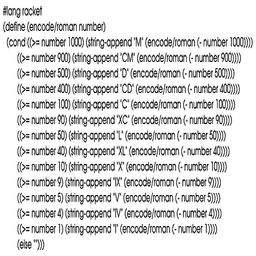 #lang racket
(define (encode/roman number)
(cond ((>= number 1000) (string-append "M" (encode/roman (- number 1000))))
((>= number 900) (string-append "CM" (encode/roman (- number 900))))
((>= number 500) (string-append "D" (encode/roman (- number 500))))
((>= number 400) (string-append "CD" (encode/roman (- number 400))))
((>= number 100) (string-append "C" (encode/roman (- number 100))))
((>= number 90) (string-append "XC" (encode/roman (- number 90))))
((>= number 50) (string-append "L" (encode/roman (- number 50))))
((>= number 40) (string-append "XL" (encode/roman (- number 40))))
((>= number 10) (string-append "X" (encode/roman (- number 10))))
((>= number 9) (string-append "IX" (encode/roman (- number 9))))
((>= number 5) (string-append "V" (encode/roman (- number 5))))
((>= number 4) (string-append "IV" (encode/roman (- number 4))))
((>= number 1) (string-append "I" (encode/roman (- number 1))))
(else "")))